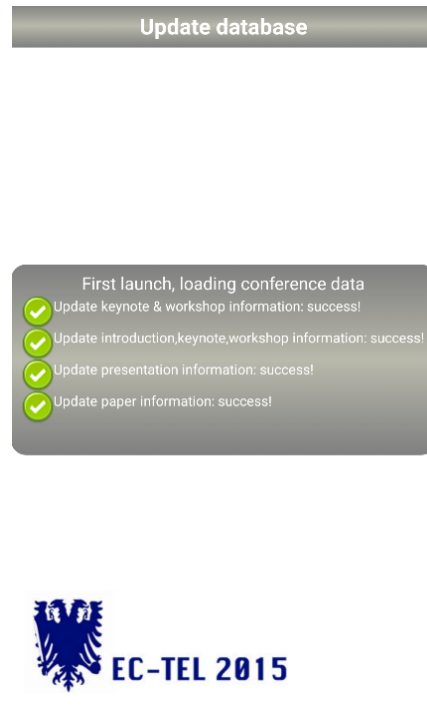 Update database
First launch, loading conference data
Update keynote & workshop information: success!
Update introduction,keynote,workshop information: success!
Update presentation information: success!
Update paper information: success!
EC-TEL 2015